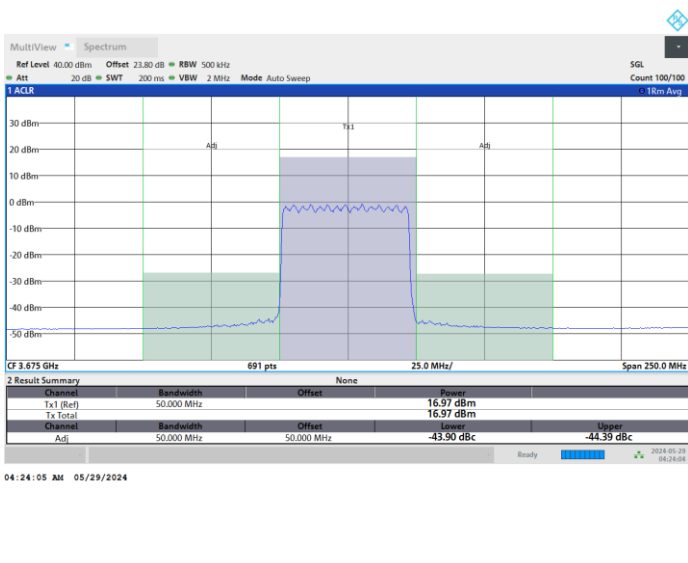 MultiView Spectrum
Ref Level 40.00 dBm Offset 23.80 dB RBW 500 kHz SGL
Att 20 dB SWT 200 ms VBW 2 MHz Mode Auto Sweep Count 100/100
1 ACLR 1Rm Avg
30 dBm
Tx1
20 dBm Adj Adj
10 dBm
0 dBm
-10 dBm
-20 dBm
-30 dBm
-40 dBm
-50 dBm
CF 3.675 GHz 691 pts 25.0 MHz/ Span 250.0 MHz
2 Result Summary None
Channel Bandwidth Offset Power
Tx1 (Ref) 50.000 MHz 16.97 dBm
Tx Total 16.97 dBm
Channel Bandwidth Offset Lower Upper
Adj 50.000 MHz 50.000 MHz -43.90 dBc -44.39 dBc
Ready 2024-05-29
04:24:04
04:24:05 AM 05/29/2024